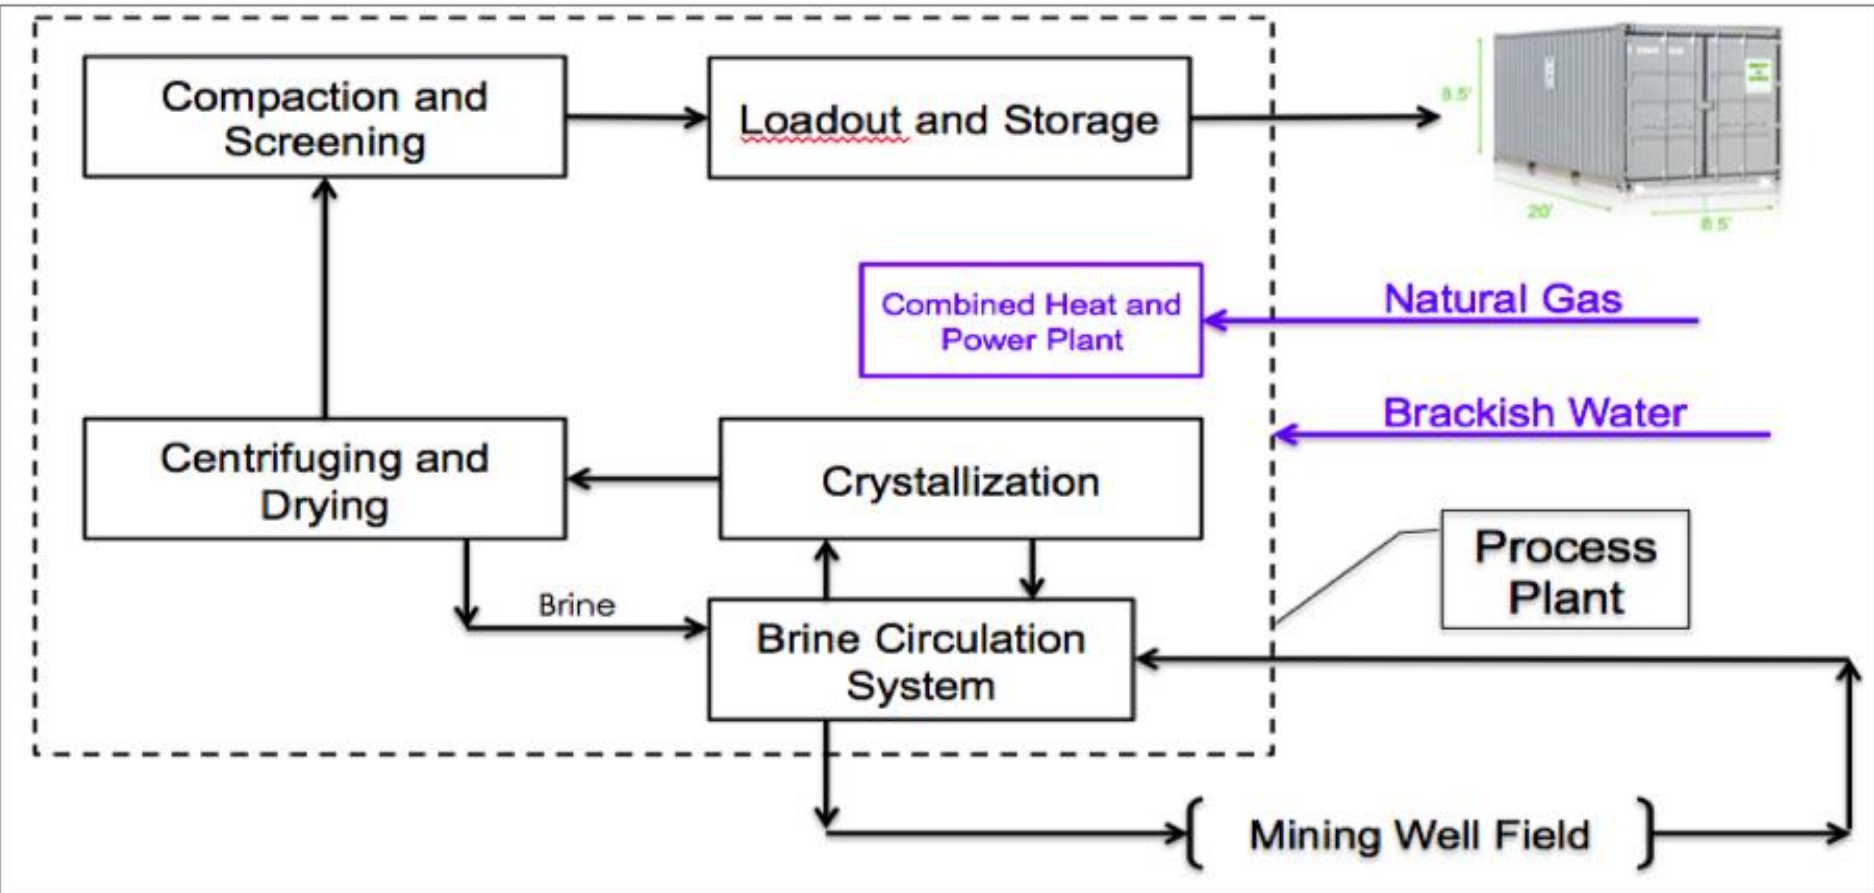 Compaction and
Screening
Loadout and Storage
8.5'
20'
8.5'
Combined Heat and
Power Plant
Natural Gas
Brackish Water
Centrifuging and
Drying
Crystallization
Process
Plant
Brine
Brine Circulation
System
Mining Well Field